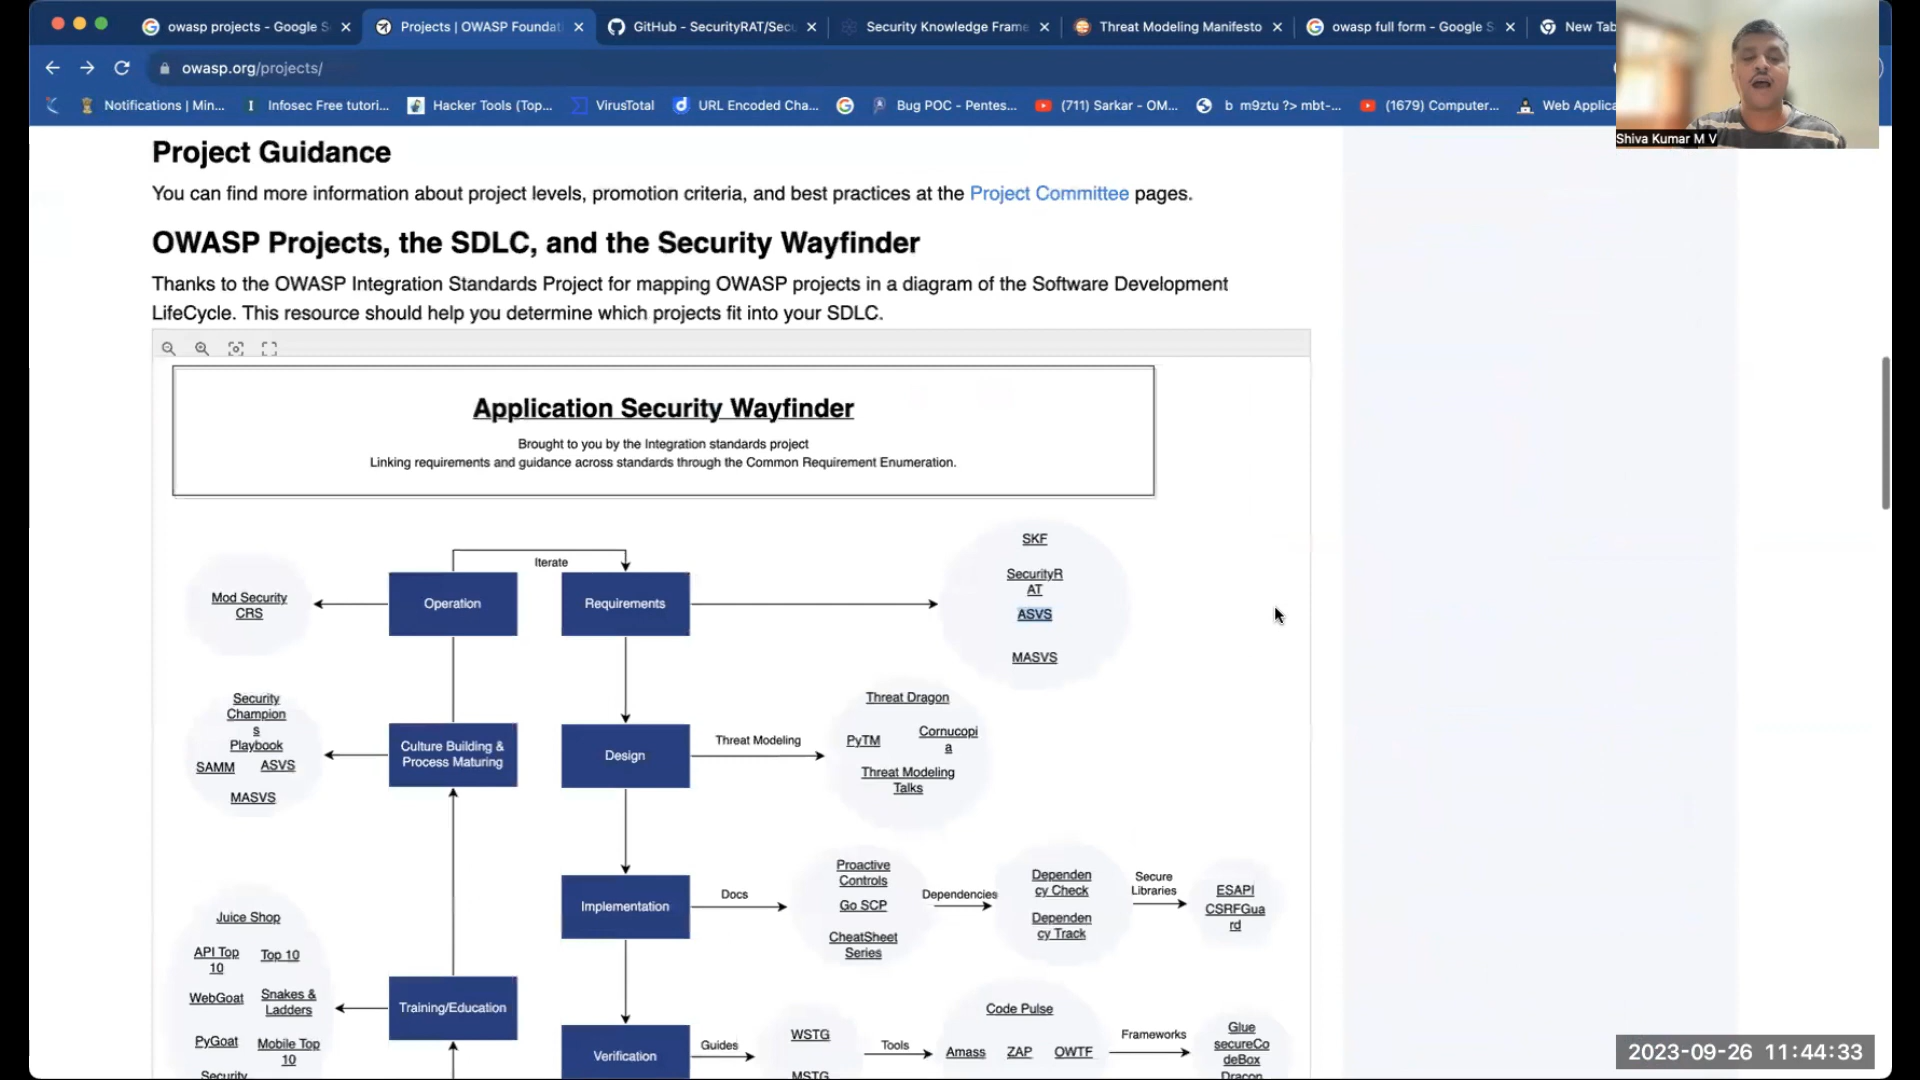 owasp projects - Google S
Projects | OWASP Foundat
GitHub - SecurityRAT/Secu
Security Knowledge Frame
Threat Modeling Manifesto
owasp full form - Google S
New Tab
owasp.org/projects/
Notifications | Min...
Infosec Free tutori...
Hacker Tools (Top...
VirusTotal
URL Encoded Cha...
Bug POC - Pentes...
(711) Sarkar - OM...
b m9ztu ?> mbt-...
(1679) Computer...
Web Applica
Shiva Kumar M V
Project Guidance
You can find more information about project levels, promotion criteria, and best practices at the Project Committee pages.
OWASP Projects, the SDLC, and the Security Wayfinder
Thanks to the OWASP Integration Standards Project for mapping OWASP projects in a diagram of the Software Development
LifeCycle. This resource should help you determine which projects fit into your SDLC.
Application Security Wayfinder
Brought to you by the Integration standards project
Linking requirements and guidance across standards through the Common Requirement Enumeration.
Iterate
Mod Security
CRS
Operation
Requirements
SKF
SecurityR
AT
ASVS
MASVS
Security
Champion
s
Playbook
SAMM
ASVS
MASVS
Culture Building &
Process Maturing
Design
Threat Modeling
Threat Dragon
PyTM
Cornucopi
a
Threat Modeling
Talks
Implementation
Docs
Proactive
Controls
Go SCP
CheatSheet
Series
Dependencies
Dependen
cy Check
Dependen
cy Track
Secure
Libraries
ESAPI
CSRFGua
rd
Juice Shop
API Top
10
Top 10
WebGoat
Snakes &
Ladders
PyGoat
Mobile Top
10
Security
Training/Education
Verification
Guides
WSTG
MSTG
Tools
Code Pulse
Amass
ZAP
OWTF
Frameworks
Glue
secureCo
deBox
Dracon
2023-09-26 11:44:33